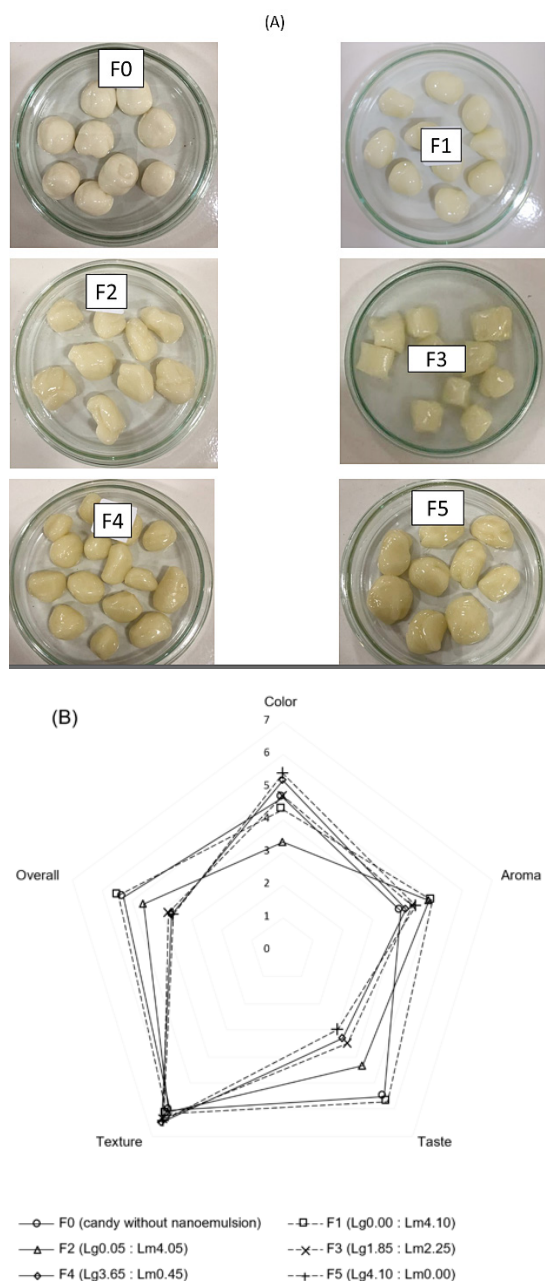 (A)
F0
F1
F2
F3
F4
F5
(B)
Color
7
6
5
4
3
2
1
0
Overall
Aroma
Texture
Taste
F0 (candy without nanoemulsion)
F1 (Lg0.00 : Lm4.10)
F2 (Lg0.05 : Lm4.05)
F3 (Lg1.85 : Lm2.25)
F4 (Lg3.65 : Lm0.45)
F5 (Lg4.10 : Lm0.00)